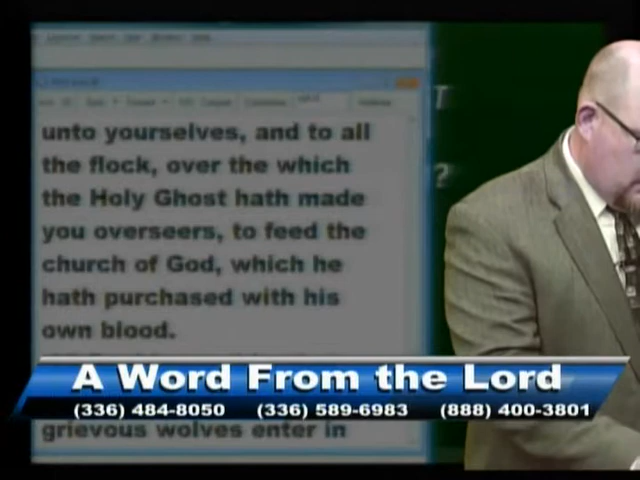 unto yourselves, and to all
the flock, over the which
the Holy Ghost hath made
you overseers, to feed the
church of God, which he
hath purchased with his
own blood.
A Word From the Lord
(336) 484-8050 (336) 589-6983 (888) 400-3801
grievous wolves enter in
T
?